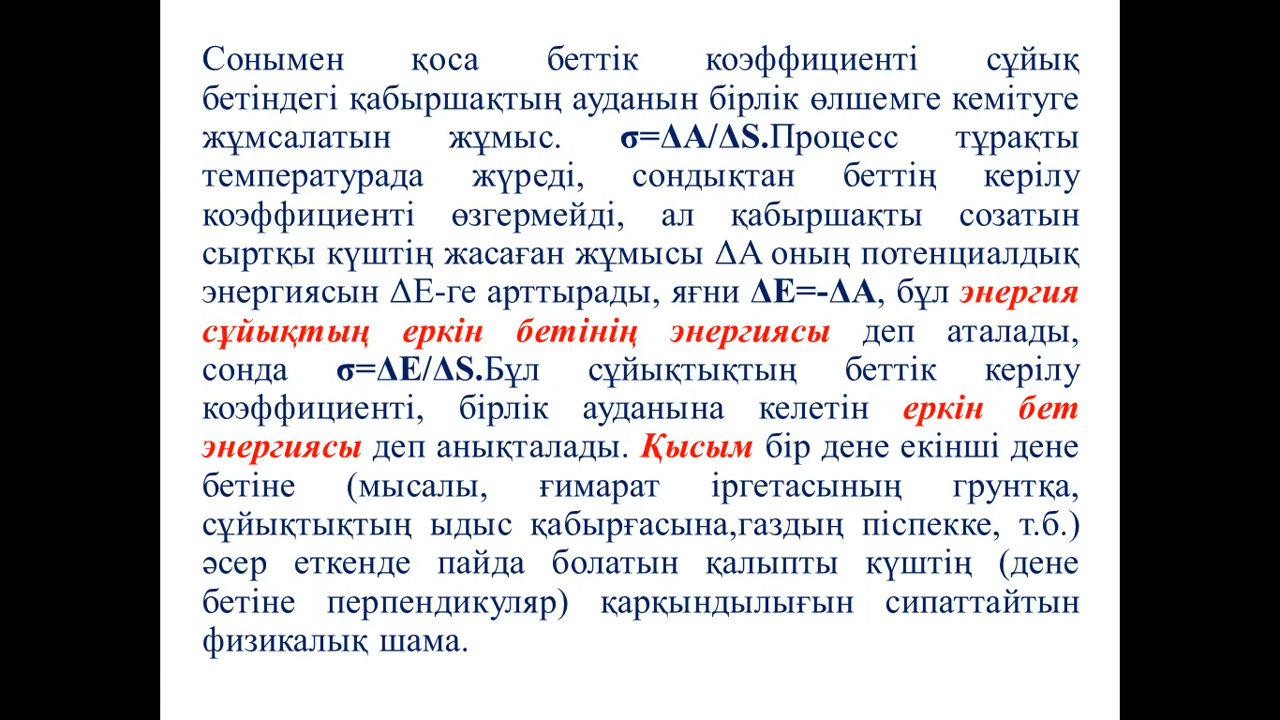 Сонымен қоса беттік коэффициенті сұйық
бетіндегі қабыршақтың ауданын бірлік өлшемге кемітуге
жұмсалатын жұмыс. σ=ΔA/ΔS.Процесс тұрақты
температурада жүреді, сондықтан беттің керілу
коэффициенті өзгермейді, ал қабыршақты созатын
сыртқы күштің жасаған жұмысы ΔA оның потенциалдық
энергиясын ΔE-ге арттырады, яғни ΔE=-ΔA, бұл энергия
сұйықтың еркін бетінің энергиясы деп аталады,
сонда σ=ΔE/ΔS.Бұл сұйықтықтың беттік керілу
коэффициенті, бірлік ауданына келетін еркін бет
энергиясы деп анықталады. Қысым бір дене екінші дене
бетіне (мысалы, ғимарат іргетасының грунтқа,
сұйықтықтың ыдыс қабырғасына,газдың піспекке, т.б.)
әсер еткенде пайда болатын қалыпты күштің (дене
бетіне перпендикуляр) қарқындылығын сипаттайтын
физикалық шама.